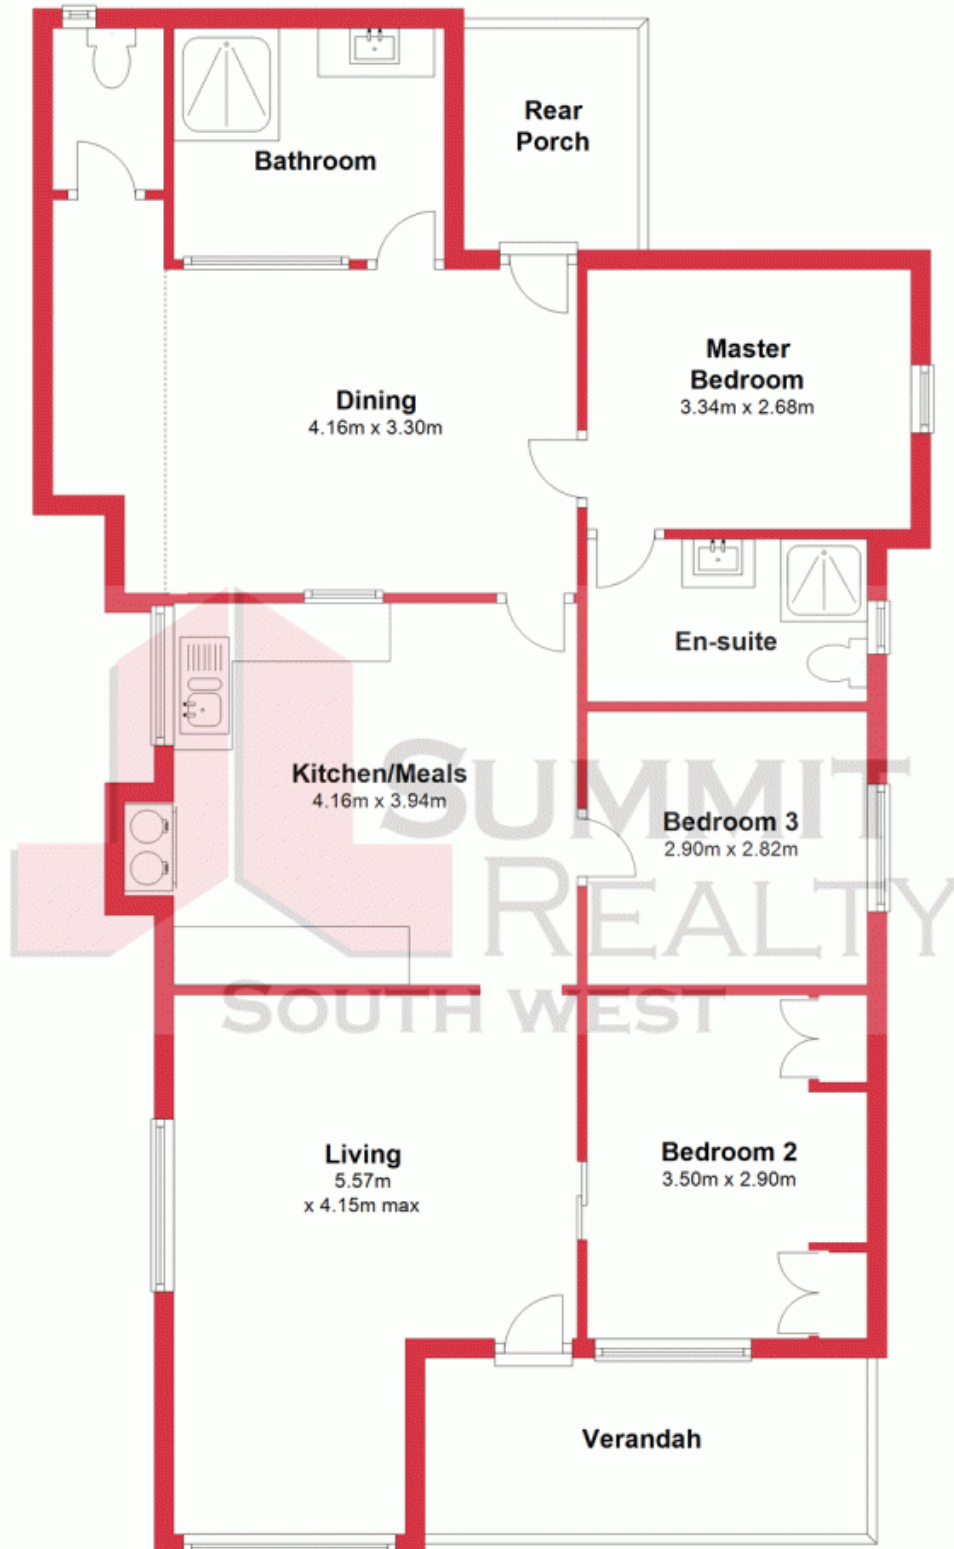 Rear
Porch
Bathroom
Master
Bedroom
3.34m x 2.68m
Dining
4.16m x 3.30m
En-suite
Kitchen/Meals
4.16m x 3.94m
Bedroom 3
2.90m x 2.82m
SUMMIT
REALTY
SOUTH WEST
Living
5.57m
x 4.15m max
Bedroom 2
3.50m x 2.90m
Verandah